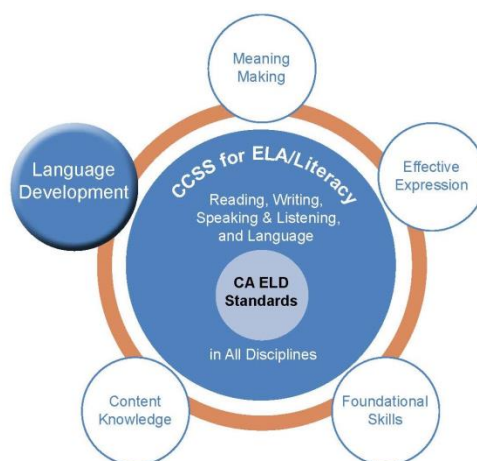 Meaning
Making
Language
Development
Effective
Expression
CCSS for ELA/Literacy
Reading, Writing,
Speaking & Listening,
and Language
CA ELD
Standards
in All Disciplines
Content
Knowledge
Foundational
Skills